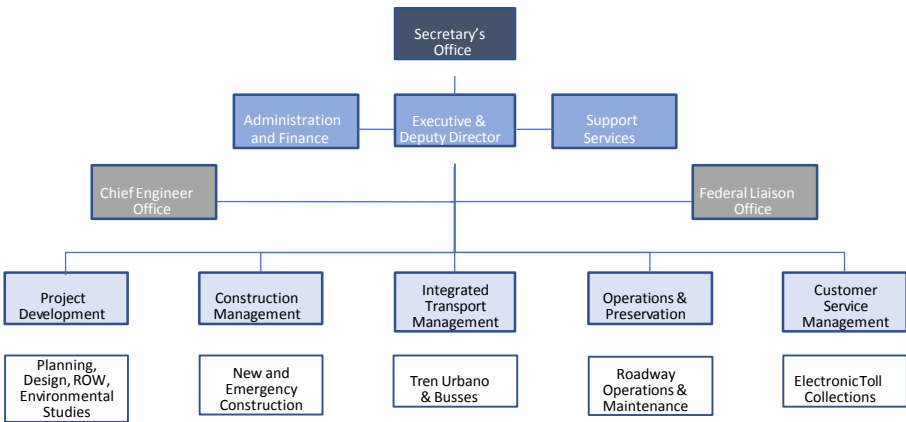 Secretary's
Office
Administration
and Finance
Executive &
Deputy Director
Support
Services
Chief Engineer
Office
Federal Liaison
Office
Project
Development
Construction
Management
Integrated
Transport
Management
Operations &
Preservation
Customer
Service
Management
Planning,
Design, ROW,
Environmental
Studies
New and
Emergency
Construction
Tren Urbano
& Busses
Roadway
Operations &
Maintenance
Electronic Toll
Collections